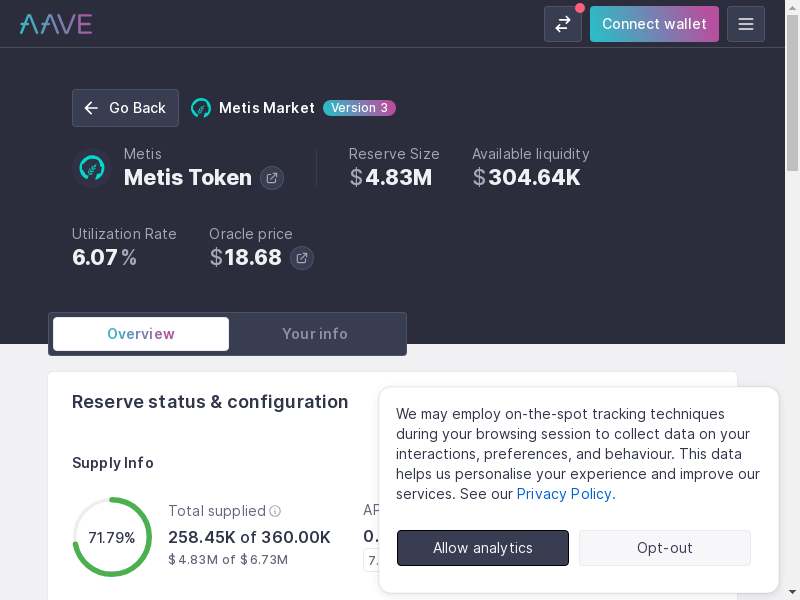 AAVE
Connect wallet
Go Back
Metis Market
Version 3
Metis
Metis Token
Reserve Size
$4.83M
Available liquidity
$304.64K
Utilization Rate
6.07%
Oracle price
$18.68
Overview
Your info
Reserve status & configuration
Supply Info
71.79%
Total supplied
258.45K of 360.00K
$4.83M of $6.73M
AP
0.
7.
We may employ on-the-spot tracking techniques
during your browsing session to collect data on your
interactions, preferences, and behaviour. This data
helps us personalise your experience and improve our
services. See our Privacy Policy.
Allow analytics
Opt-out